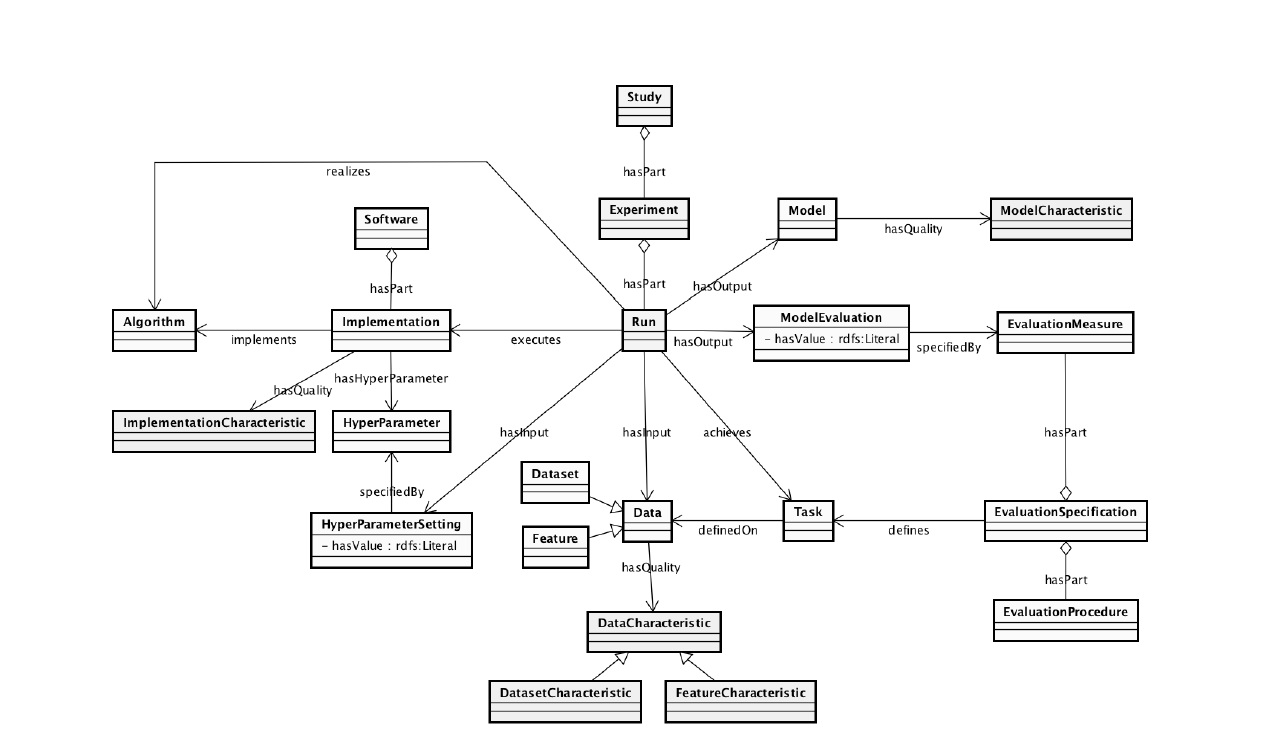 Study
hasPart
realizes
Software
Experiment
Model
ModelCharacteristic
hasQuality
hasPart
hasPart
hasOutput
Algorithm
Implementation
Run
ModelEvaluation
- hasValue : rdfs:Literal
EvaluationMeasure
implements
executes
hasOutput
specifiedBy
hasQuality
hasHyperParameter
ImplementationCharacteristic
HyperParameter
hasInput
hasInput
achieves
hasPart
Dataset
specifiedBy
HyperParameterSetting
- hasValue : rdfs:Literal
Data
Task
EvaluationSpecification
Feature
definedOn
defines
hasQuality
hasPart
DataCharacteristic
EvaluationProcedure
DatasetCharacteristic
FeatureCharacteristic